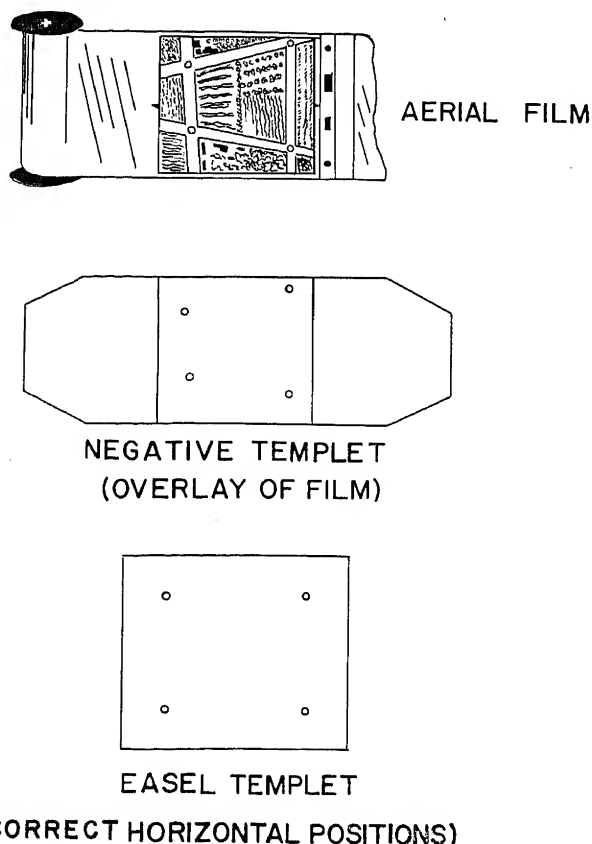 AERIAL FILM
NEGATIVE TEMPLET
(OVERLAY OF FILM)
EASEL TEMPLET
CORRECT HORIZONTAL POSITIONS)